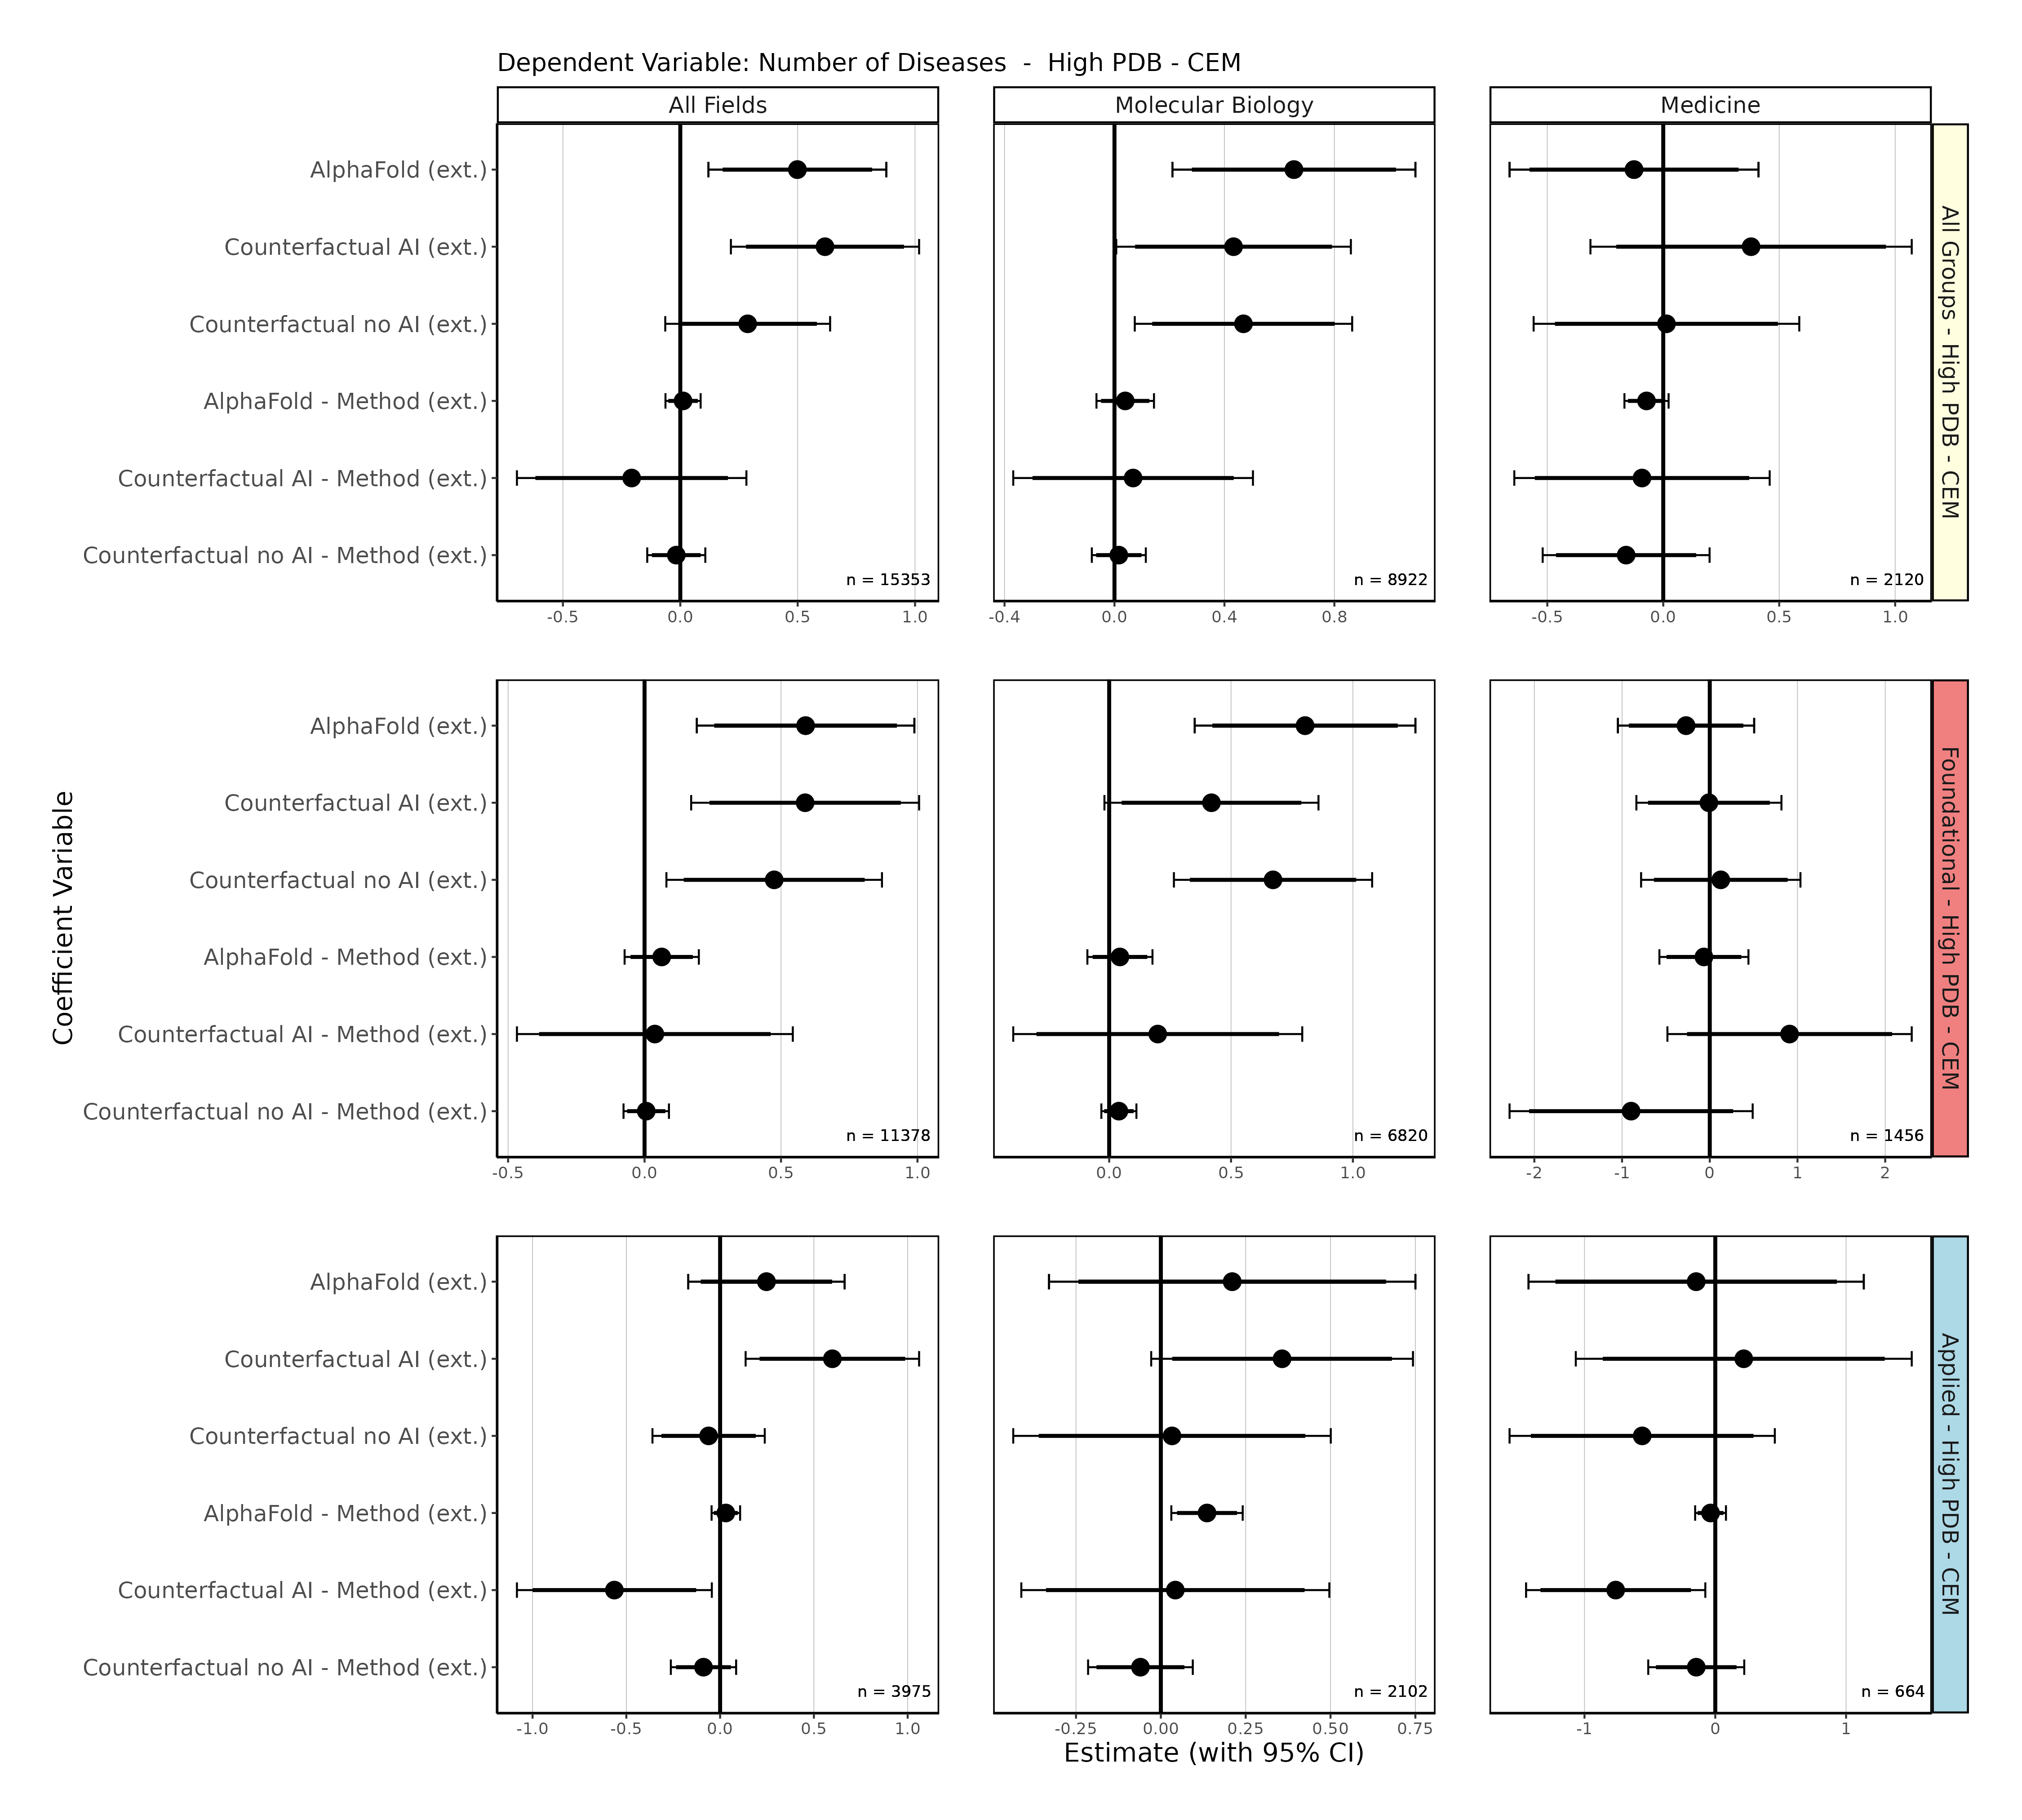 Dependent Variable: Number of Diseases - High PDB - CEM
All Fields
Molecular Biology
Medicine
AlphaFold (ext.)
Counterfactual AI (ext.)
Counterfactual no AI (ext.)
AlphaFold - Method (ext.)
Counterfactual AI - Method (ext.)
Counterfactual no AI - Method (ext.)
n = 15353
n = 8922
n = 2120
All Groups - High PDB - CEM
-0.5 0.0 0.5 1.0
-0.4 0.0 0.4 0.8
-0.5 0.0 0.5 1.0
Coefficient Variable
AlphaFold (ext.)
Counterfactual AI (ext.)
Counterfactual no AI (ext.)
AlphaFold - Method (ext.)
Counterfactual AI - Method (ext.)
Counterfactual no AI - Method (ext.)
n = 11378
n = 6820
n = 1456
Foundational - High PDB - CEM
-0.5 0.0 0.5 1.0
0.0 0.5 1.0
-2 -1 0 1 2
AlphaFold (ext.)
Counterfactual AI (ext.)
Counterfactual no AI (ext.)
AlphaFold - Method (ext.)
Counterfactual AI - Method (ext.)
Counterfactual no AI - Method (ext.)
n = 3975
n = 2102
n = 664
Applied - High PDB - CEM
-1.0 -0.5 0.0 0.5 1.0
-0.25 0.00 0.25 0.50 0.75
-1 0 1
Estimate (with 95% CI)